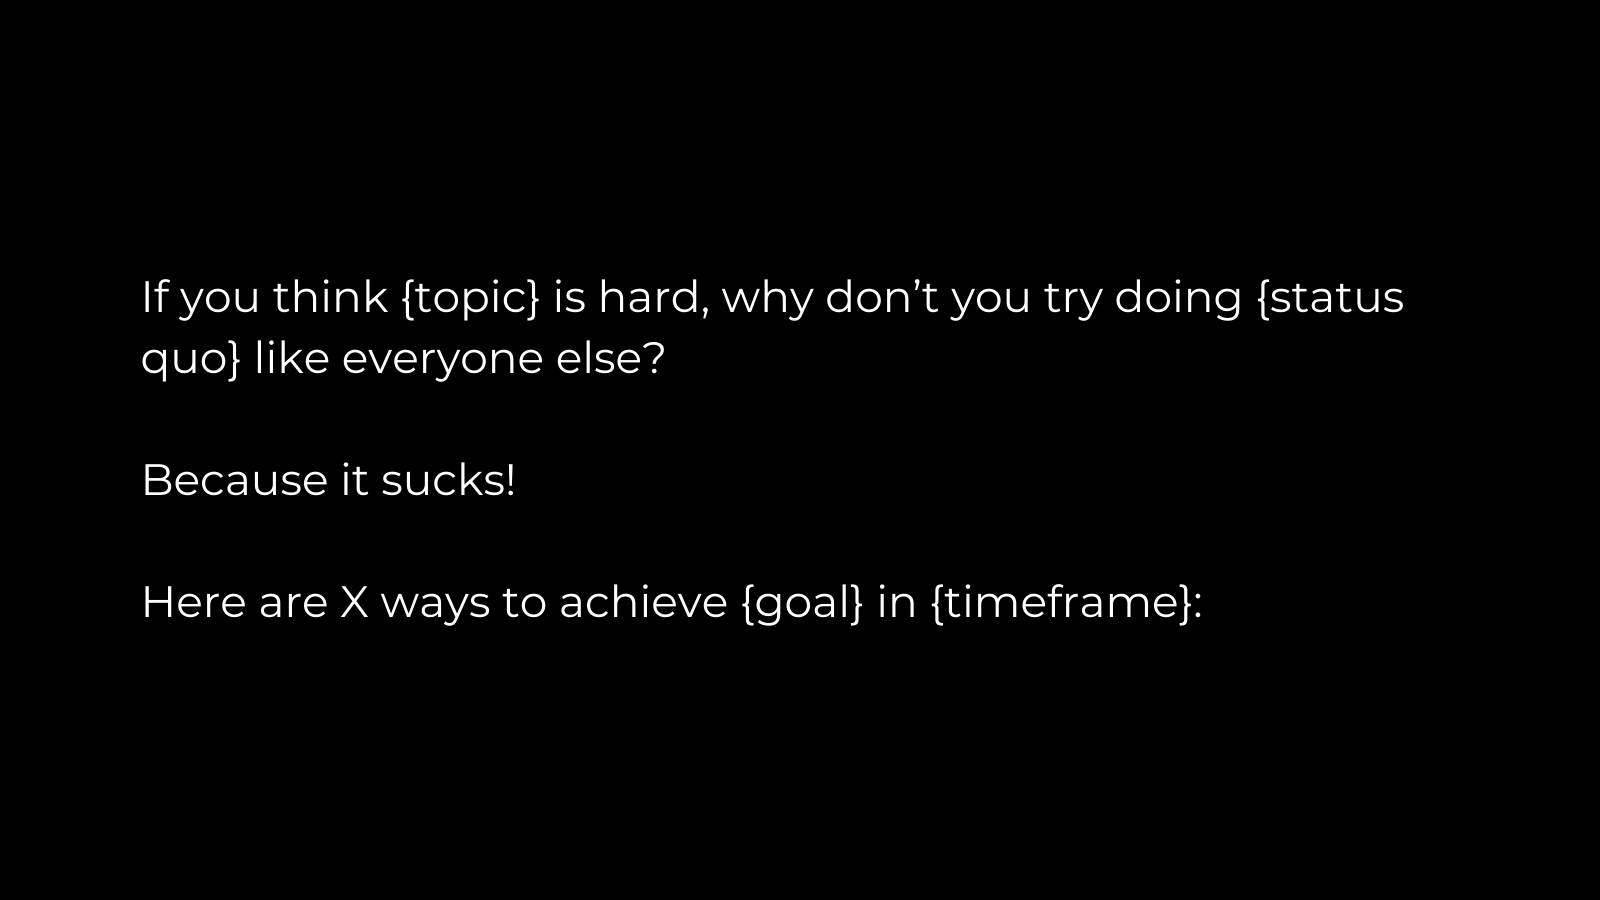 If you think {topic} is hard, why don’t you try doing {status
quo} like everyone else?
Because it sucks!
Here are X ways to achieve {goal} in {timeframe}: